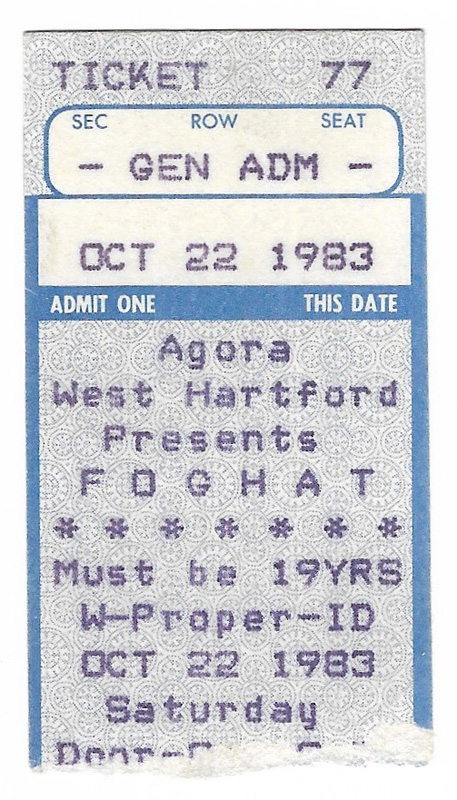 TICKET 77
SEC ROW SEAT
- GEN ADM -
OCT 22 1983
ADMIT ONE THIS DATE
Agora
West Hartford
Presents
F O G H A T
* * * * * * *
Must be 19YRS
W-Proper-ID
OCT 22 1983
Saturday